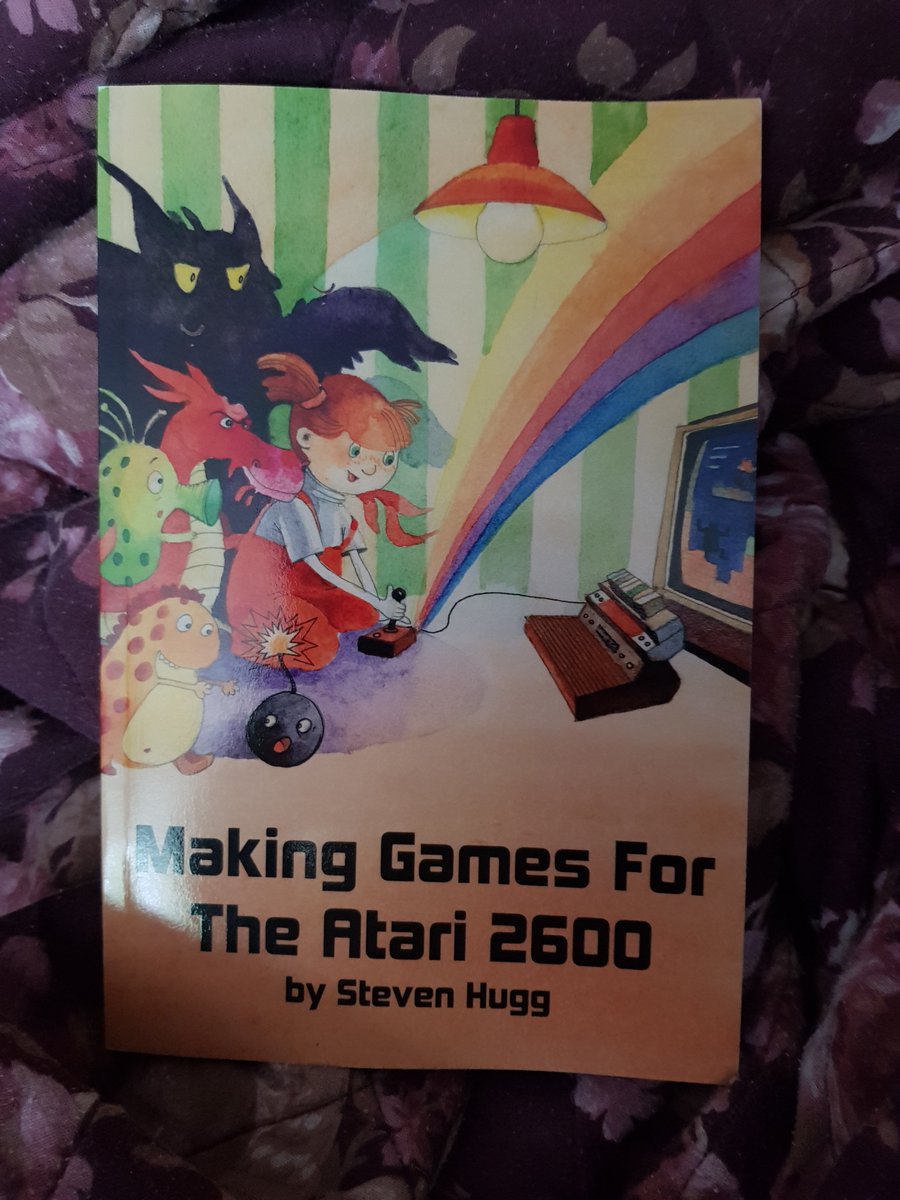 Making Games For
The Atari 2600
by Steven Hugg